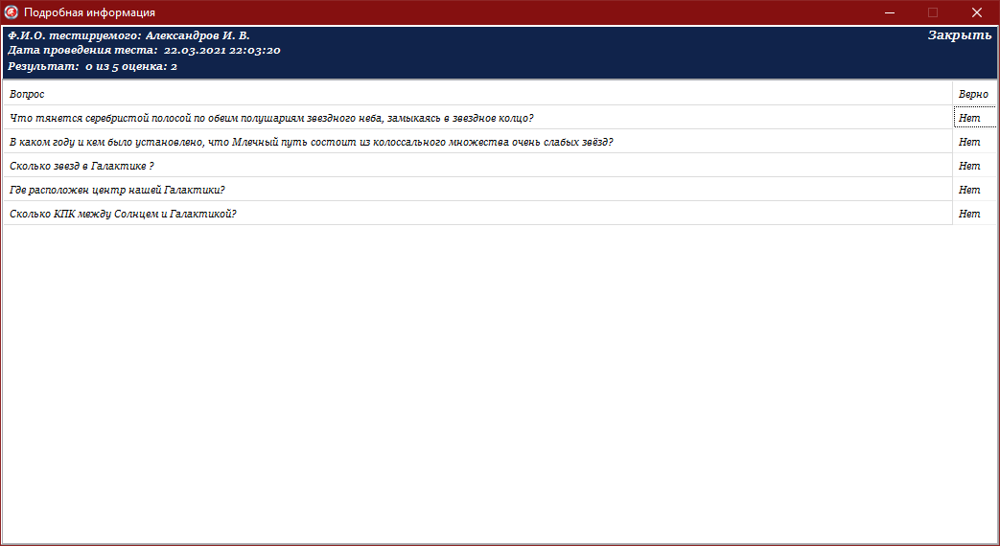 Подробная информация
Ф.И.О. тестируемого: Александров И. В.
Закрыть
Дата проведения теста: 22.03.2021 22:03:20
Результат: 0 из 5 оценка: 2
Вопрос Верно
Что тянется серебристой полосой по обеим полушариям звездного неба, замыкаясь в звездное колцо? Нет
В каком году и кем было установлено, что Млечный путь состоит из колоссального множества очень слабых звёзд? Нет
Сколько звезд в Галактике ? Нет
Где расположен центр нашей Галактики? Нет
Сколько КПК между Солнцем и Галактикой? Нет